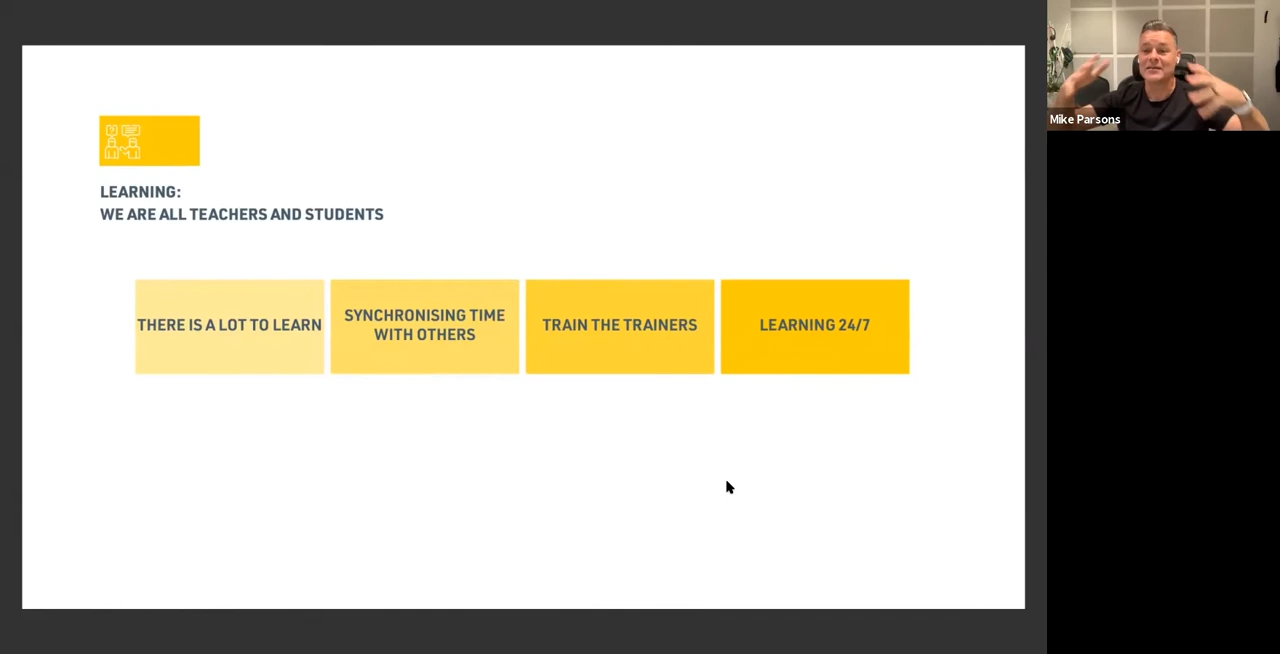 Mike Parsons
LEARNING:
WE ARE ALL TEACHERS AND STUDENTS
THERE IS A LOT TO LEARN
SYNCHRONISING TIME
WITH OTHERS
TRAIN THE TRAINERS
LEARNING 24/7